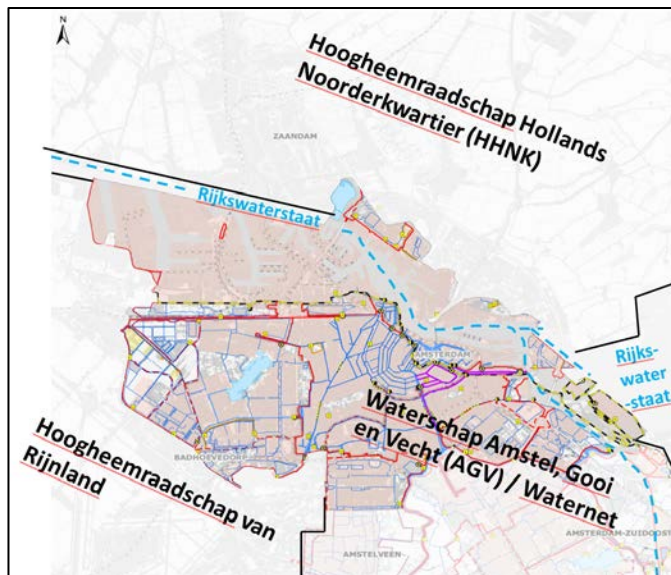 N
Hoogheemraadschap Hollands
Noorderkwartier (HHNK)
ZAANDAM
Rijkswaterstaat
AMSTERDAM
Rijks-
water
-staat
Waterschap Amstel, Gooi
en Vecht (AGV) / Waternet
Hoogheemraadschap van
Rijnland
BADHOEVEDORP
AMSTELVEEN
AMSTERDAM-ZUIDOOST